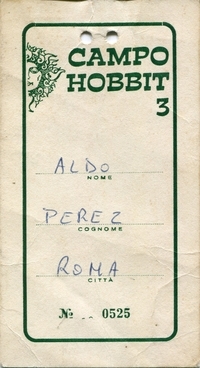 CAMPO
HOBBIT
3
ALDO
NOME
PEREZ
COGNOME
ROMA
CITTÀ
№ 0525